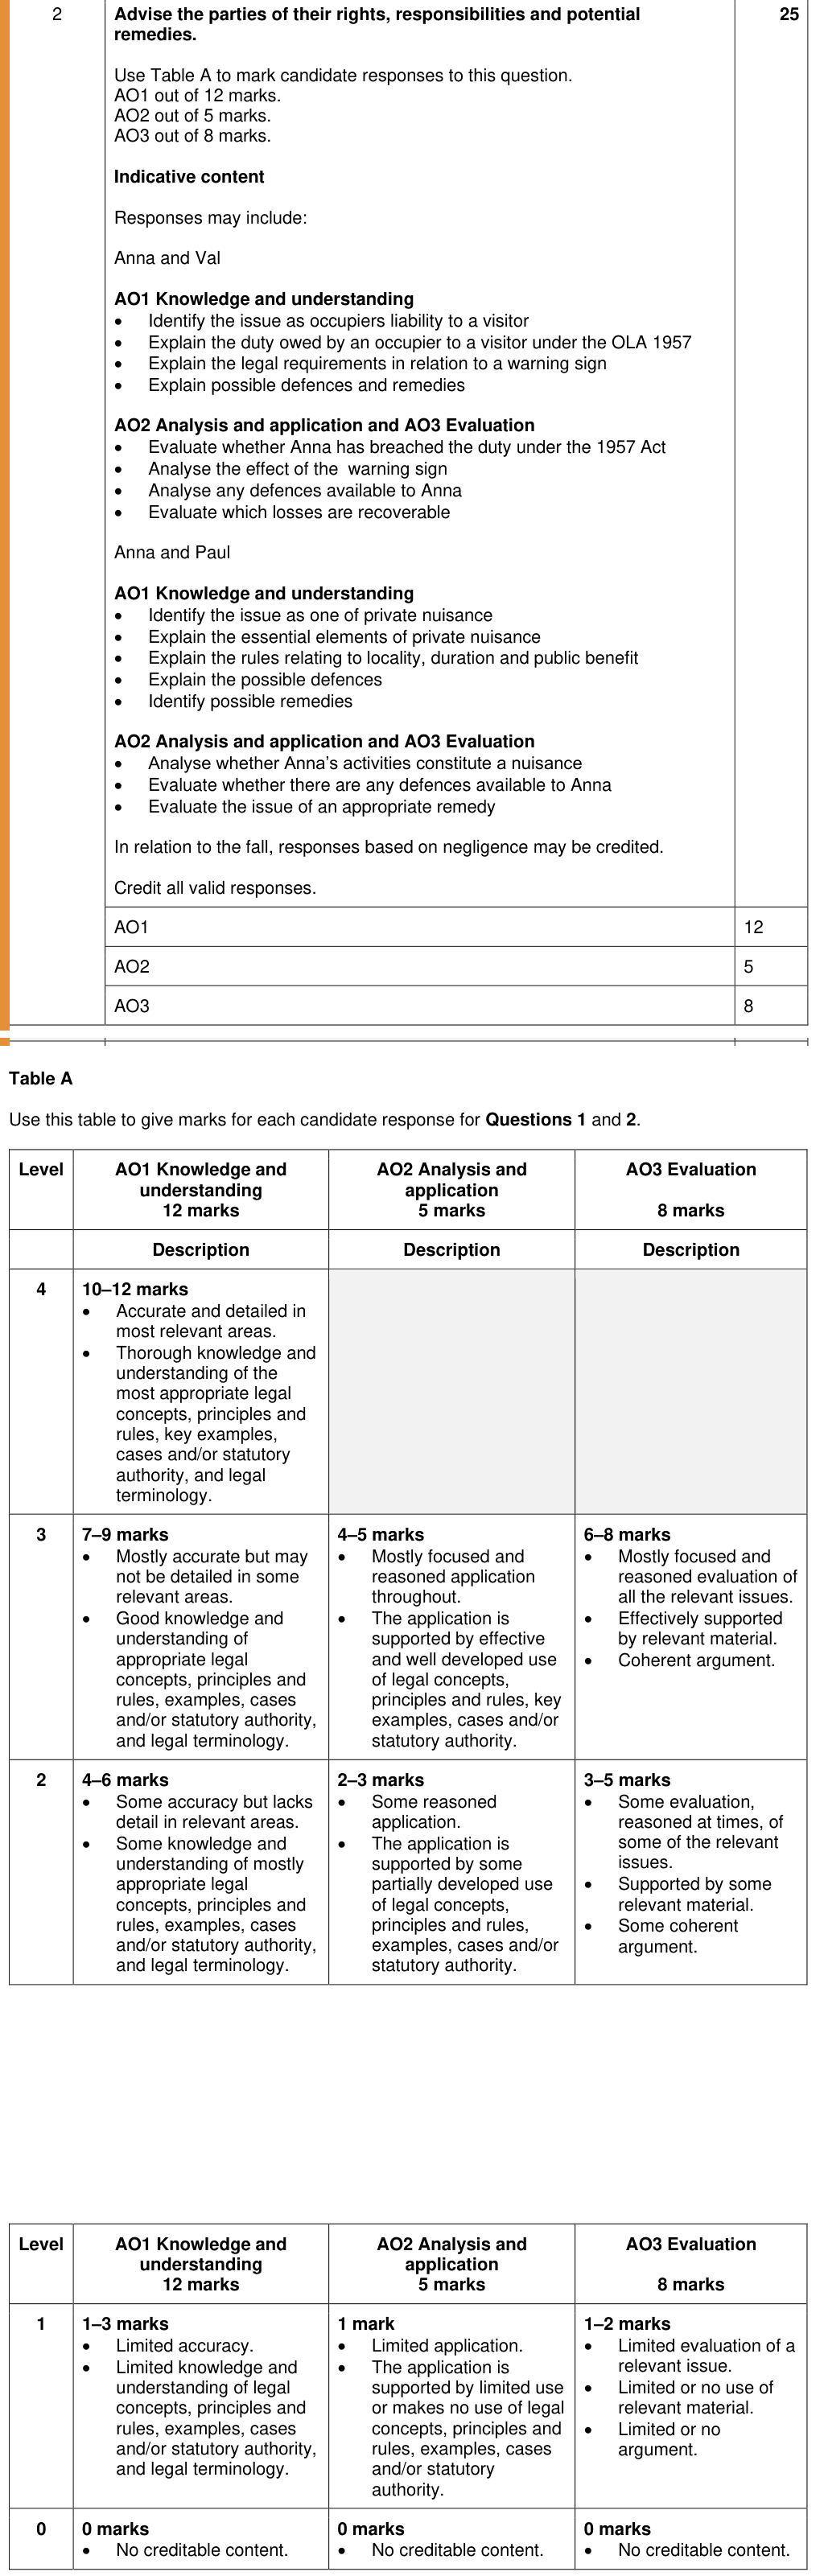 2
Advise the parties of their rights, responsibilities and potential
remedies.
25
Use Table A to mark candidate responses to this question.
AO1 out of 12 marks.
AO2 out of 5 marks.
AO3 out of 8 marks.
Indicative content
Responses may include:
Anna and Val
AO1 Knowledge and understanding
• Identify the issue as occupiers liability to a visitor
• Explain the duty owed by an occupier to a visitor under the OLA 1957
• Explain the legal requirements in relation to a warning sign
• Explain possible defences and remedies
AO2 Analysis and application and AO3 Evaluation
• Evaluate whether Anna has breached the duty under the 1957 Act
• Analyse the effect of the warning sign
• Analyse any defences available to Anna
• Evaluate which losses are recoverable
Anna and Paul
AO1 Knowledge and understanding
• Identify the issue as one of private nuisance
• Explain the essential elements of private nuisance
• Explain the rules relating to locality, duration and public benefit
• Explain the possible defences
• Identify possible remedies
AO2 Analysis and application and AO3 Evaluation
• Analyse whether Anna's activities constitute a nuisance
• Evaluate whether there are any defences available to Anna
• Evaluate the issue of an appropriate remedy
In relation to the fall, responses based on negligence may be credited.
Credit all valid responses.
AO1 12
AO2 5
AO3 8
Table A
Use this table to give marks for each candidate response for Questions 1 and 2.
Level
AO1 Knowledge and
understanding
12 marks
AO2 Analysis and
application
5 marks
AO3 Evaluation
8 marks
Description
Description
Description
4
10–12 marks
• Accurate and detailed in
most relevant areas.
• Thorough knowledge and
understanding of the
most appropriate legal
concepts, principles and
rules, key examples,
cases and/or statutory
authority, and legal
terminology.
3
7–9 marks
• Mostly accurate but may
not be detailed in some
relevant areas.
• Good knowledge and
understanding of
appropriate legal
concepts, principles and
rules, examples, cases
and/or statutory authority,
and legal terminology.
4–5 marks
• Mostly focused and
reasoned application
throughout.
• The application is
supported by effective
and well developed use
of legal concepts,
principles and rules, key
examples, cases and/or
statutory authority.
6–8 marks
• Mostly focused and
reasoned evaluation of
all the relevant issues.
• Effectively supported
by relevant material.
• Coherent argument.
2
4–6 marks
• Some accuracy but lacks
detail in relevant areas.
• Some knowledge and
understanding of mostly
appropriate legal
concepts, principles and
rules, examples, cases
and/or statutory authority,
and legal terminology.
2–3 marks
• Some reasoned
application.
• The application is
supported by some
partially developed use
of legal concepts,
principles and rules,
examples, cases and/or
statutory authority.
3–5 marks
• Some evaluation,
reasoned at times, of
some of the relevant
issues.
• Supported by some
relevant material.
• Some coherent
argument.
Level
AO1 Knowledge and
understanding
12 marks
AO2 Analysis and
application
5 marks
AO3 Evaluation
8 marks
1
1–3 marks
• Limited accuracy.
• Limited knowledge and
understanding of legal
concepts, principles and
rules, examples, cases
and/or statutory authority,
and legal terminology.
1 mark
• Limited application.
• The application is
supported by limited use
or makes no use of legal
concepts, principles and
rules, examples, cases
and/or statutory
authority.
1–2 marks
• Limited evaluation of a
relevant issue.
• Limited or no use of
relevant material.
• Limited or no
argument.
0
0 marks
• No creditable content.
0 marks
• No creditable content.
0 marks
• No creditable content.